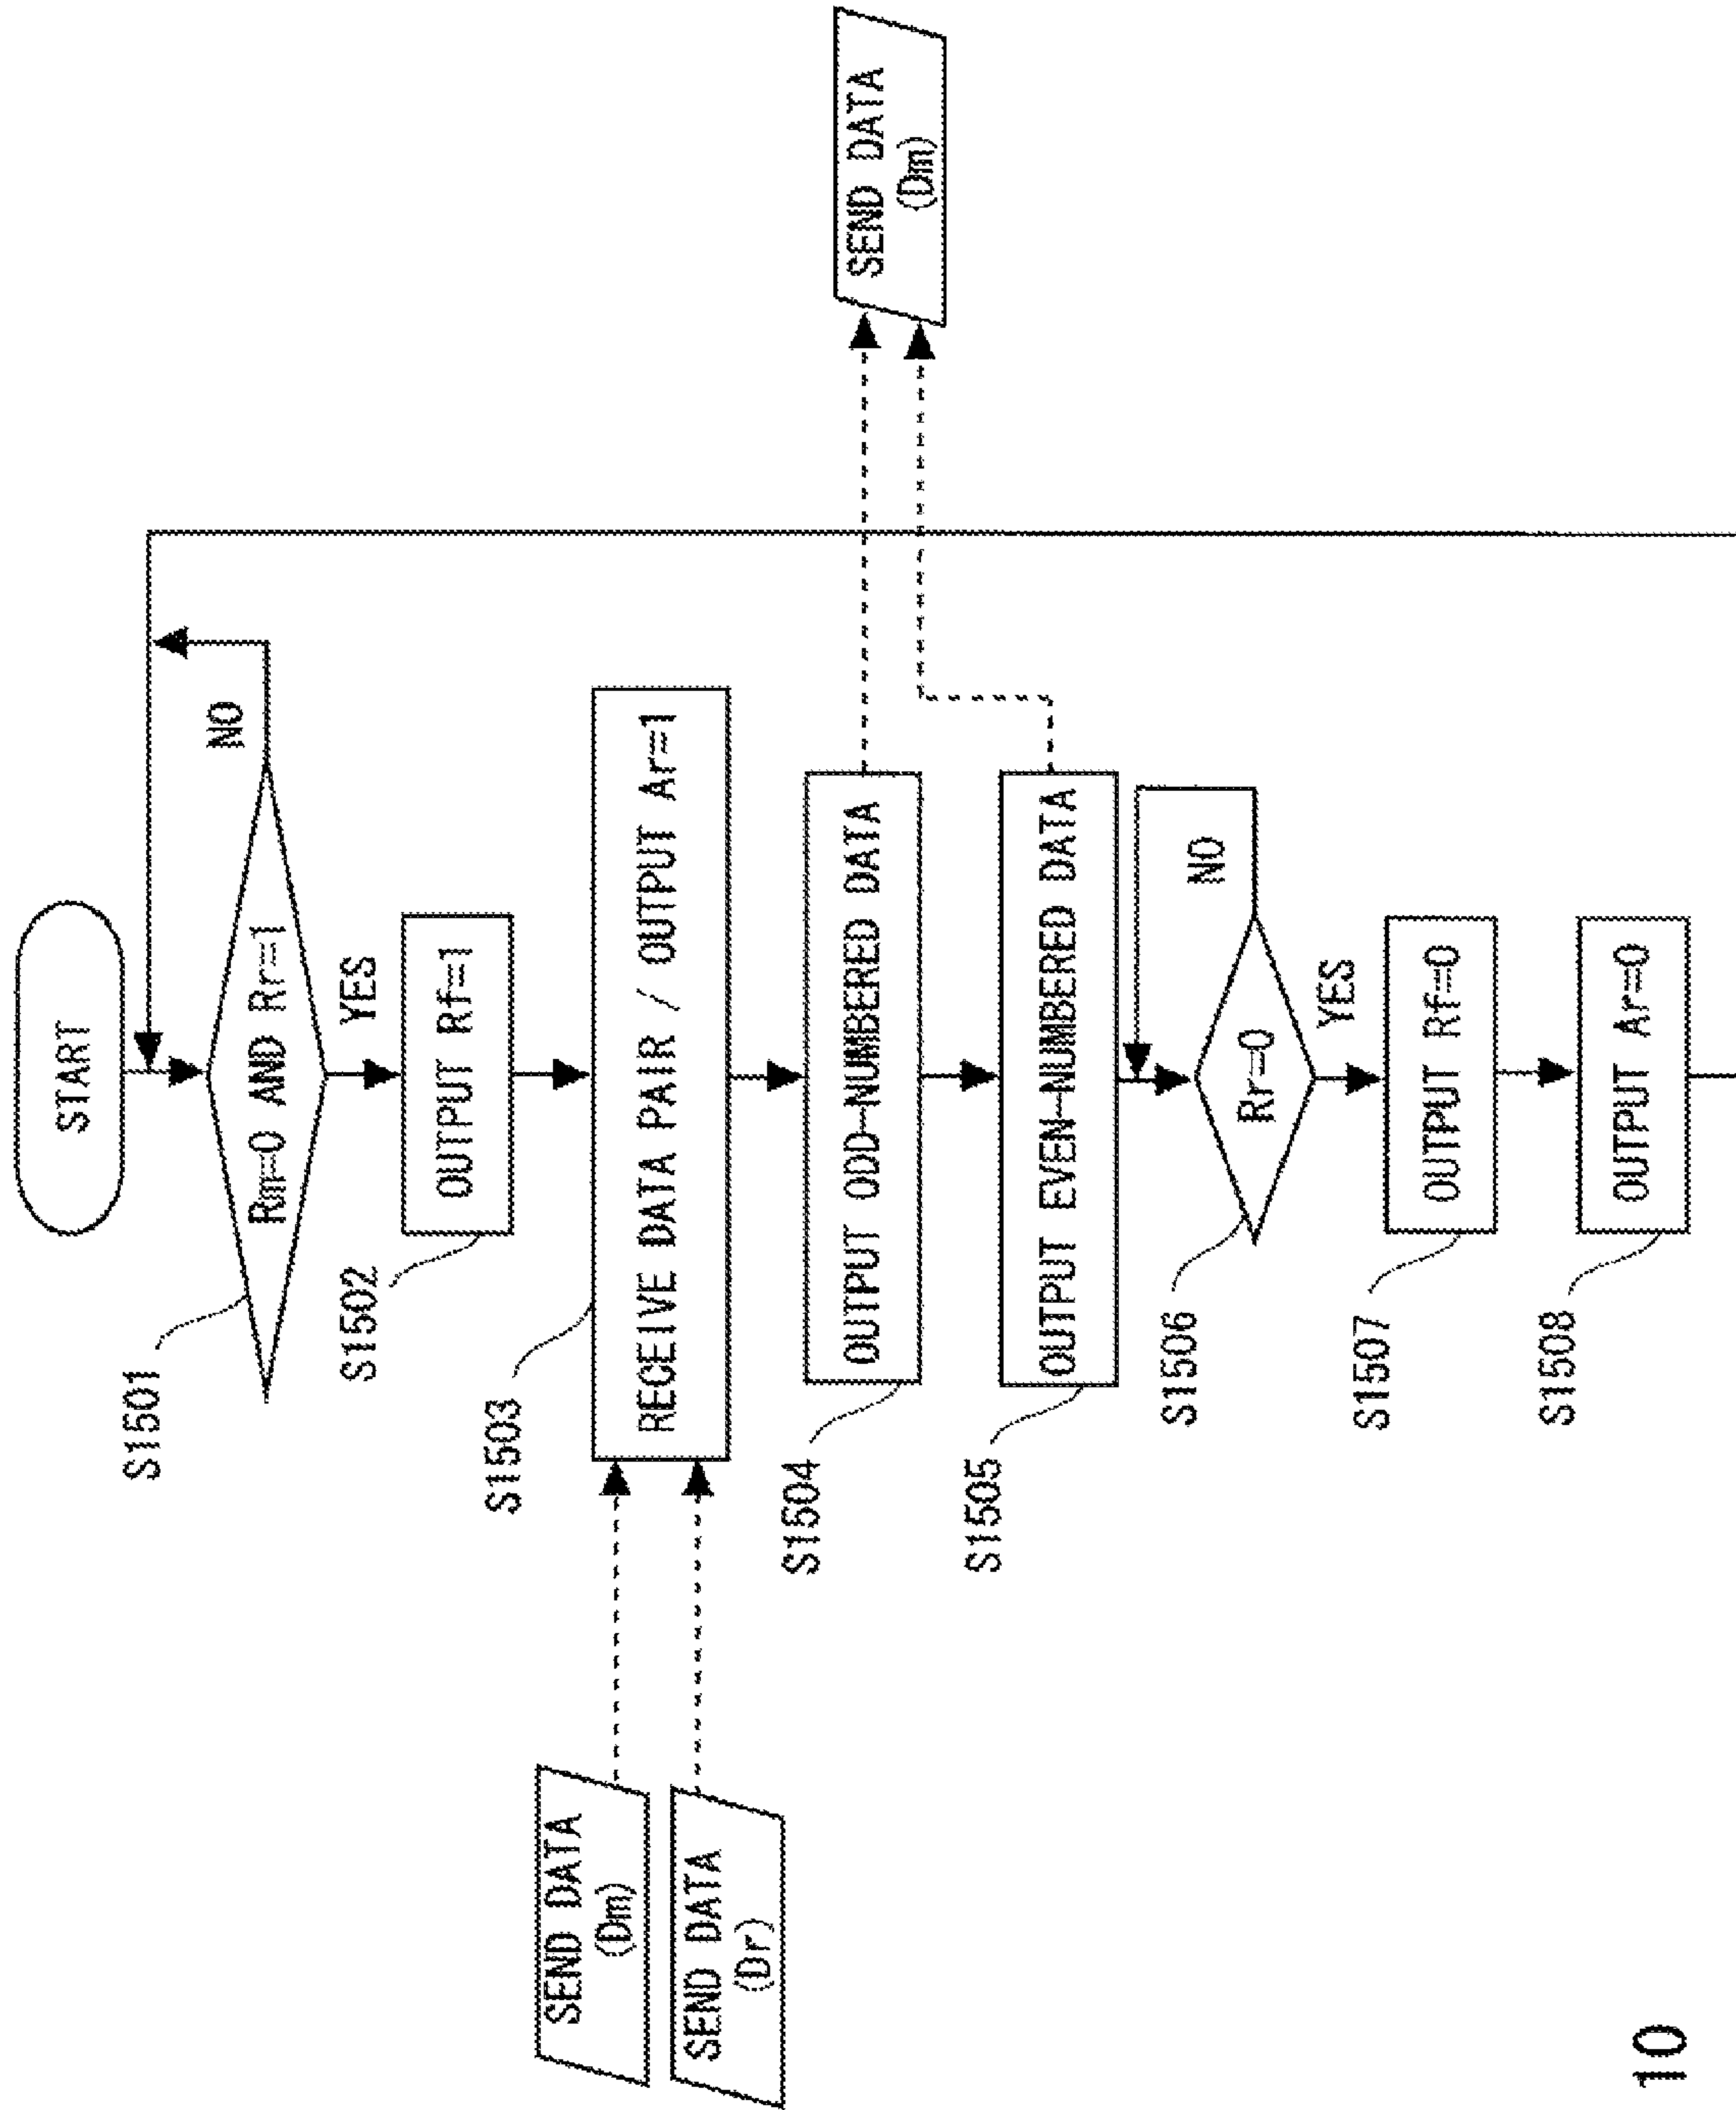 START
S1501
Rm=0 AND Rr=1
NO
YES
S1502
OUTPUT Rf=1
SEND DATA
(Dm)
SEND DATA
(Dr)
S1503
RECEIVE DATA PAIR / OUTPUT Ar=1
S1504
OUTPUT ODD-NUMBERED DATA
SEND DATA
(Dm)
S1505
OUTPUT EVEN-NUMBERED DATA
S1506
Rr=0
NO
YES
S1507
OUTPUT Rf=0
S1508
OUTPUT Ar=0
10